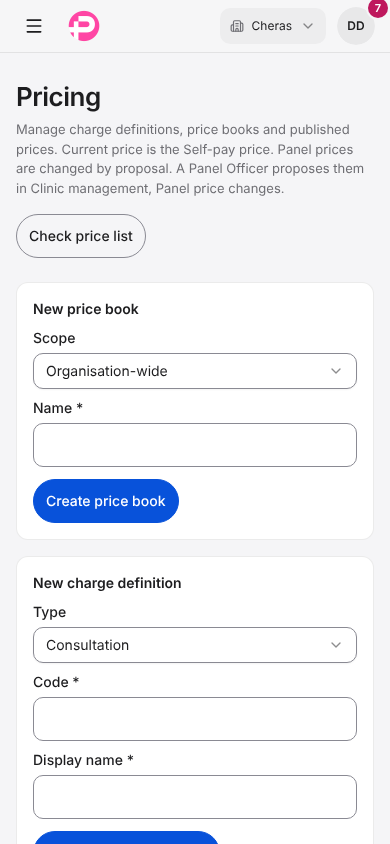 Cheras
DD
7
Pricing
Manage charge definitions, price books and published
prices. Current price is the Self-pay price. Panel prices
are changed by proposal. A Panel Officer proposes them
in Clinic management, Panel price changes.
Check price list
New price book
Scope
Organisation-wide
Name *
Create price book
New charge definition
Type
Consultation
Code *
Display name *